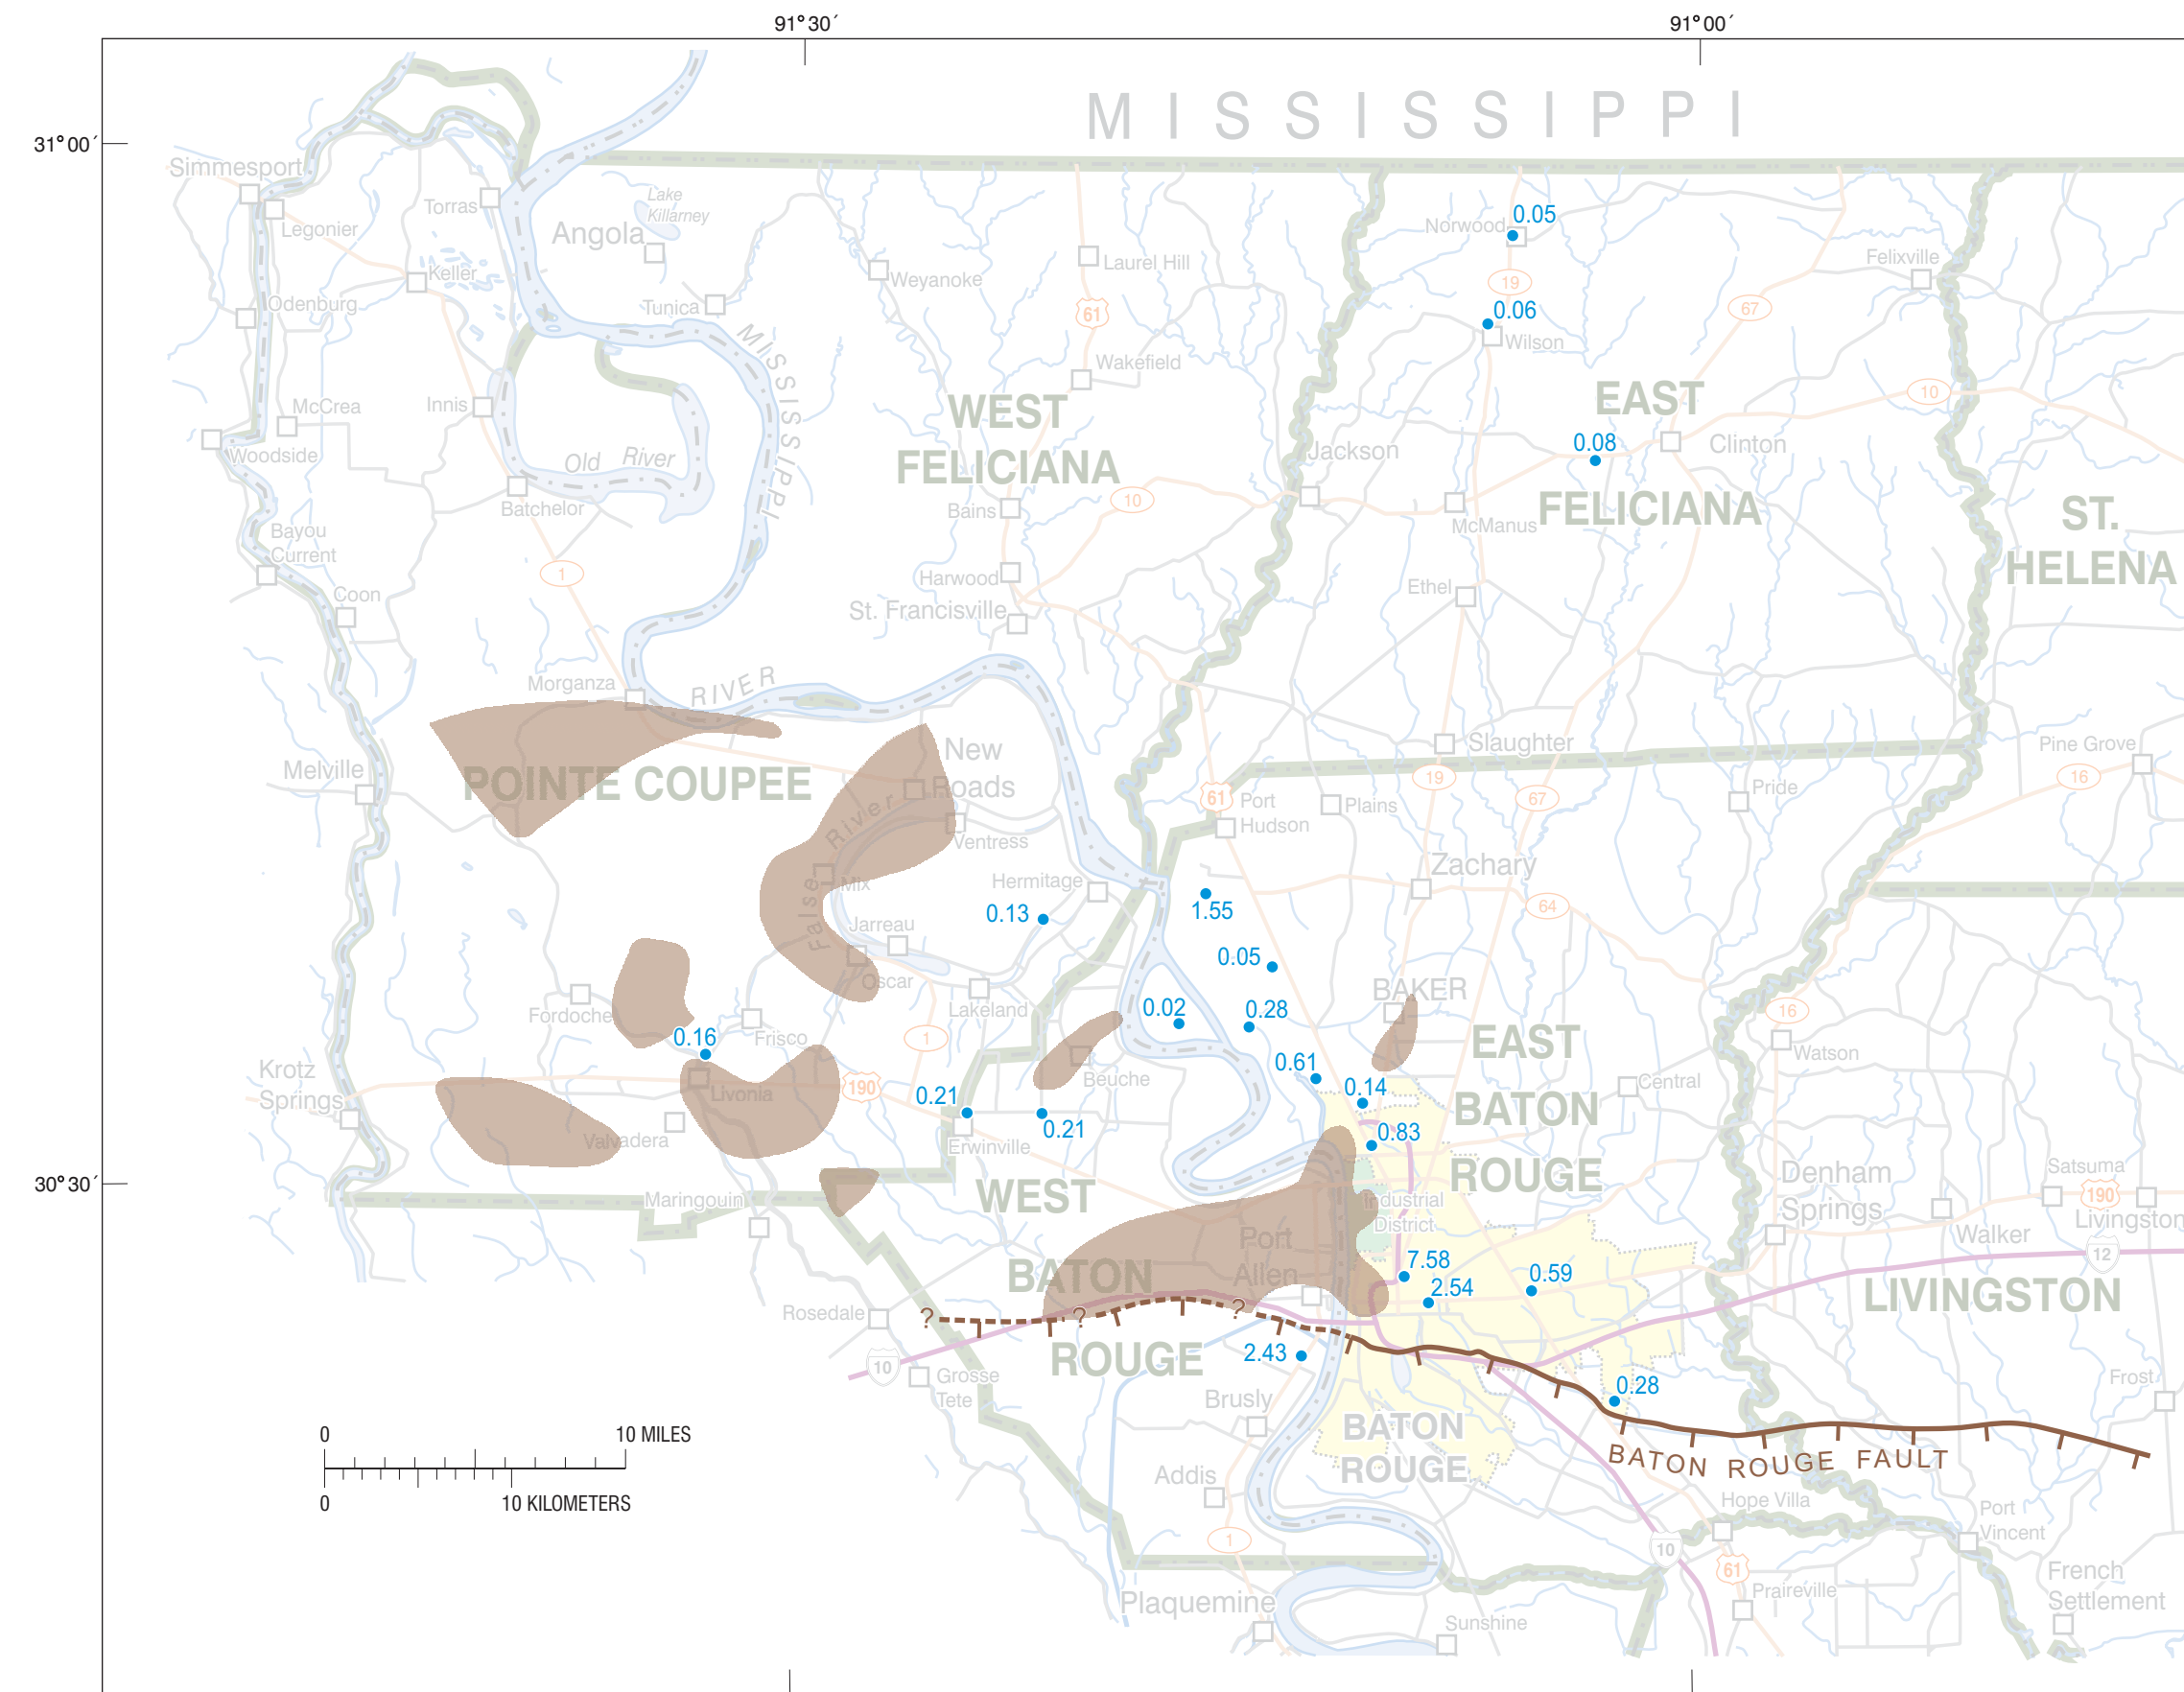 91°30´
91°00´
31°00´
MISSISSIPPI
Simmesport
Legonier
Torras
Lake
Killarney
Angola
Norwood
0.05
Felixville
Keller
Weyanoke
Laurel Hill
19
Odenburg
Tunica
61
0.06
67
Wilson
MISSISSIPPI
Wakefield
McCrea
Innis
WEST
FELICIANA
EAST
FELICIANA
10
Woodside
Old River
Jackson
0.08
Clinton
Batchelor
Bains
10
McManus
ST.
HELENA
Bayou
Current
1
Harwood
Coon
St. Francisville
Ethel
Morganza
RIVER
New
Roads
Slaughter
Pine Grove
Melville
POINTE COUPEE
61
Port
Hudson
Plains
19
67
Pride
16
False River
Ventress
Mix
Hermitage
Zachary
0.13
1.55
64
Jarreau
0.05
Oscar
Lakeland
BAKER
Fordoche
0.02
0.28
16
0.16
Frisco
1
EAST
BATON
ROUGE
Watson
Krotz
Springs
190
Livonia
Beuche
0.61
Central
0.21
0.14
0.21
0.83
Valvadera
Erwinville
30°30´
Maringouin
WEST
BATON
ROUGE
Industrial
District
Denham
Springs
Satsuma
190
Livingston
Walker
Port
Allen
12
7.58
2.54
0.59
LIVINGSTON
Rosedale
?
?
?
10
Grosse
Tete
2.43
0.28
Frost
Brusly
BATON
ROUGE
BATON ROUGE FAULT
0
10 MILES
0
10 KILOMETERS
Addis
Hope Villa
Port
Vincent
1
10
61
French
Settlement
Plaquemine
Prairieville
Sunshine